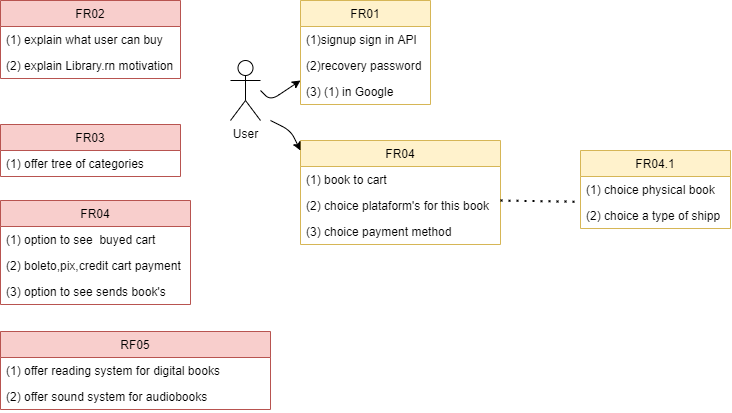 FR02
(1) explain what user can buy
(2) explain Library.rn motivation
FR01
(1)signup sign in API
(2)recovery password
(3) (1) in Google
User
FR03
(1) offer tree of categories
FR04
(1) book to cart
(2) choice plataform's for this book
(3) choice payment method
FR04.1
(1) choice physical book
(2) choice a type of shipp
FR04
(1) option to see  buyed cart
(2) boleto,pix,credit cart payment
(3) option to see sends book's
RF05
(1) offer reading system for digital books
(2) offer sound system for audiobooks